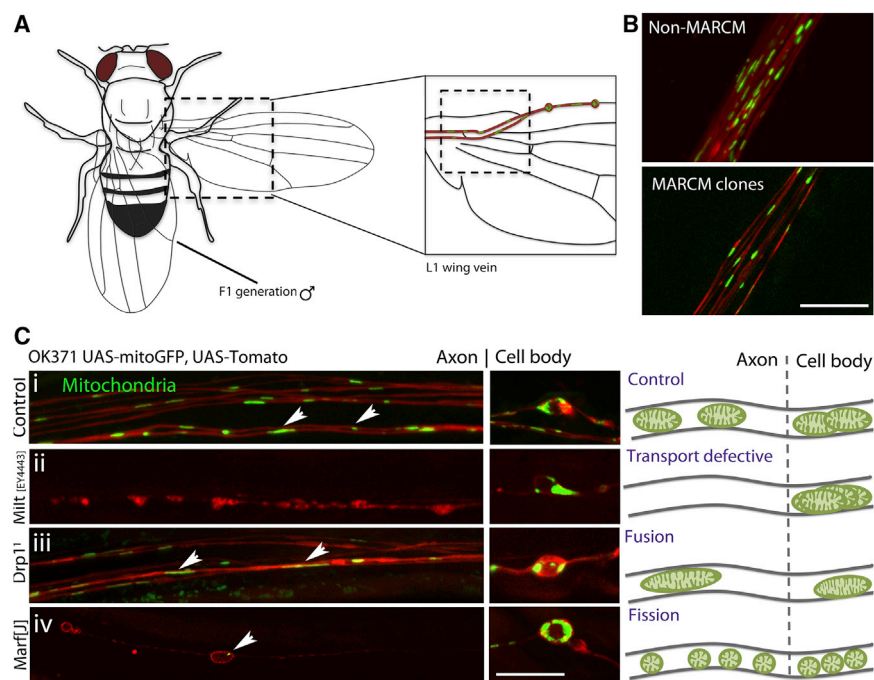 A
B
Non-MARCM
MARCM clones
F1 generation ♂
L1 wing vein
C
OK371 UAS-mitoGFP, UAS-Tomato
Axon | Cell body
Axon
Cell body
i
Mitochondria
Control
Control
ii
Milt [EY4443]
Transport defective
iii
Drp1¹
Fusion
iv
Marf[J]
Fission